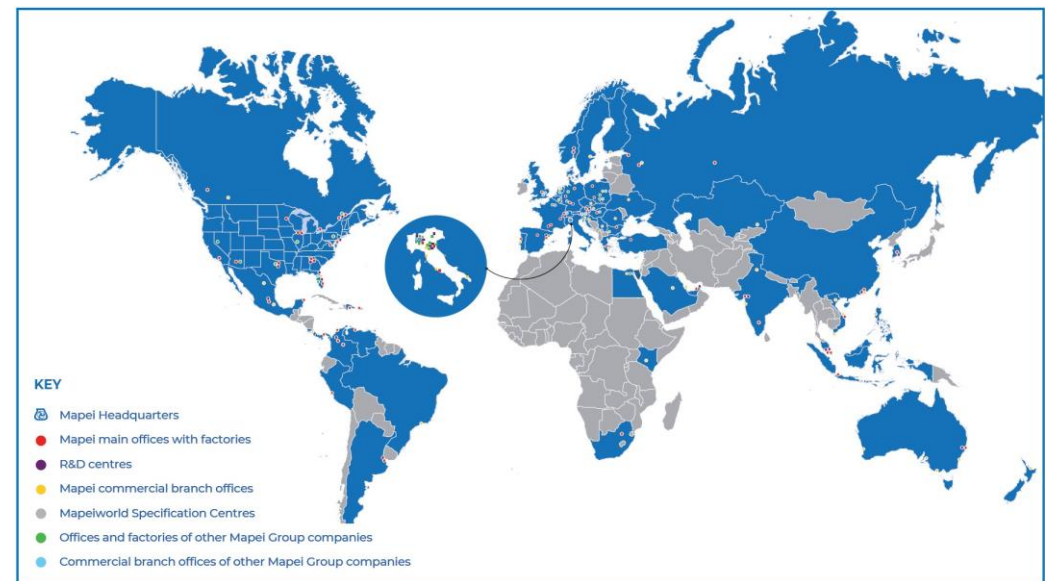 KEY
Mapei Headquarters
Mapei main offices with factories
R&D centres
Mapei commercial branch offices
Mapeiworld Specification Centres
Offices and factories of other Mapei Group companies
Commercial branch offices of other Mapei Group companies